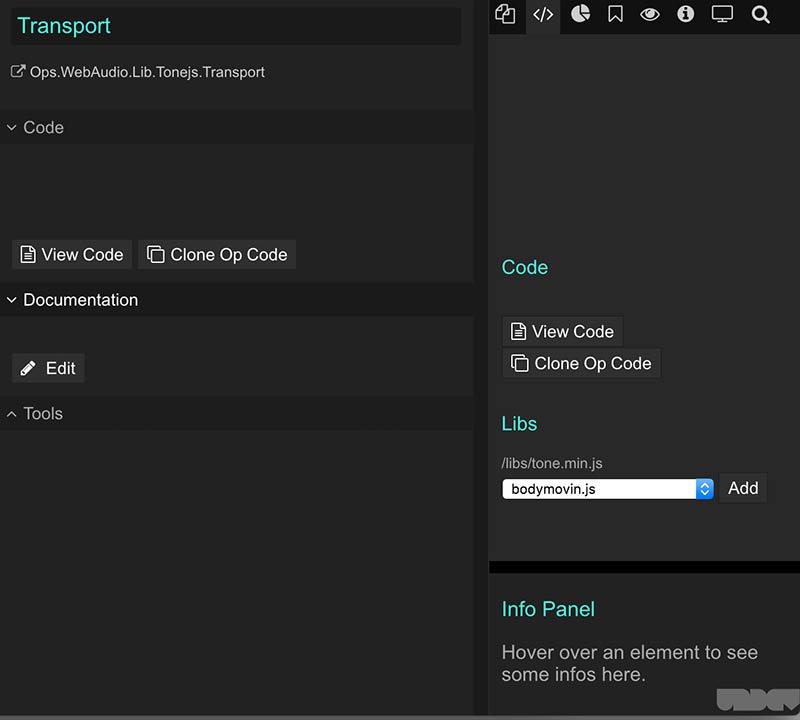 Transport
Ops.WebAudio.Lib.Tonejs.Transport
Code
View Code
Clone Op Code
Documentation
Edit
Tools
Code
View Code
Clone Op Code
Libs
/libs/tone.min.js
bodymovin.js
Add
Info Panel
Hover over an element to see
some infos here.